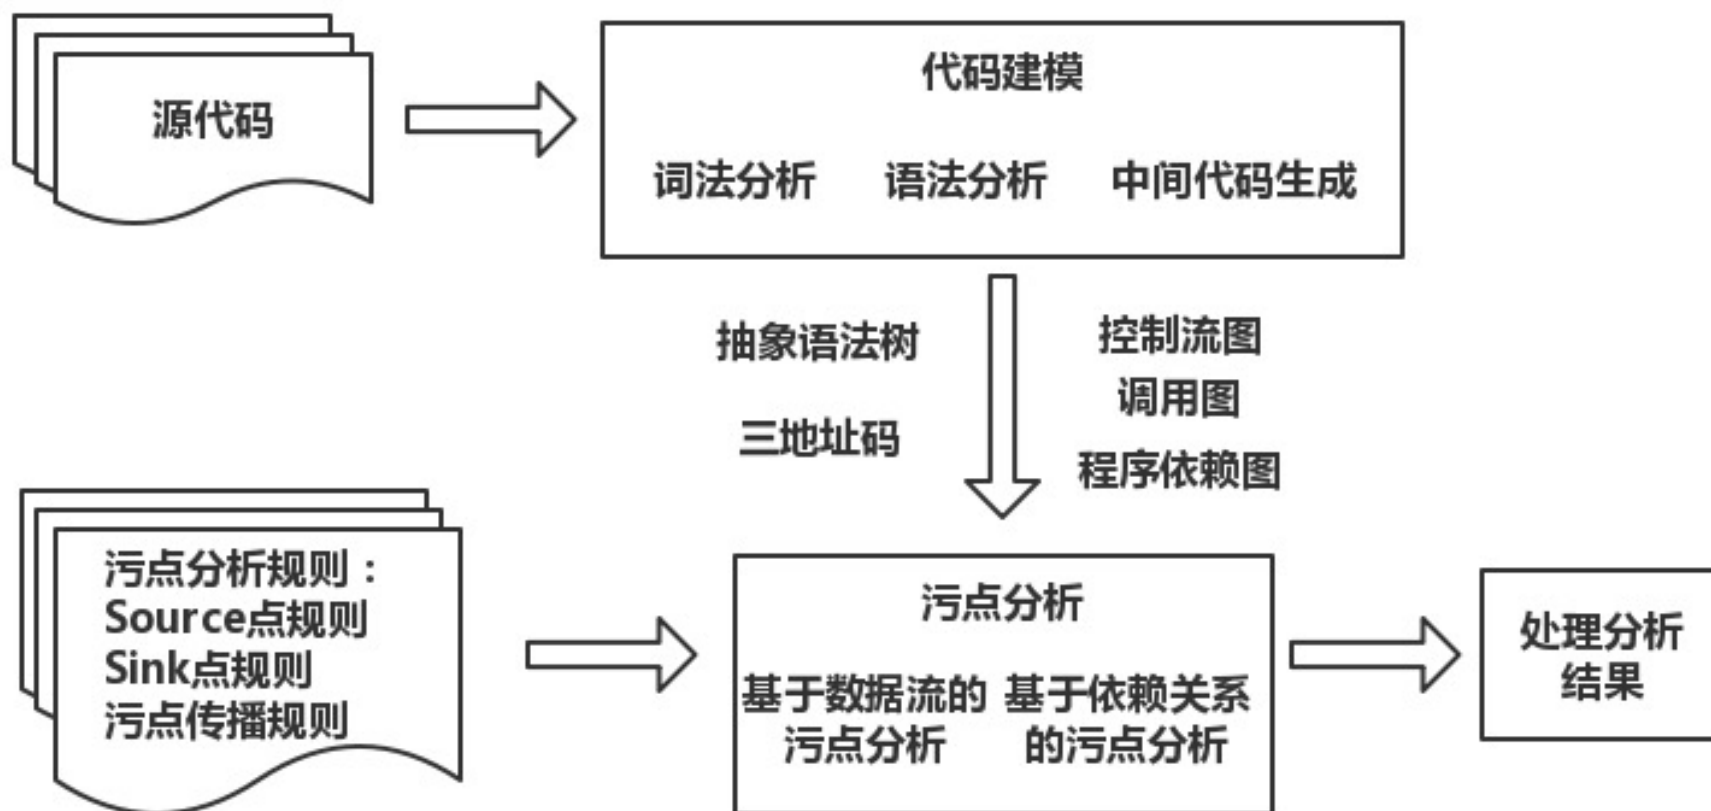 源代码
代码建模
词法分析 语法分析 中间代码生成
抽象语法树
三地址码
控制流图
调用图
程序依赖图
污点分析规则：
Source点规则
Sink点规则
污点传播规则
污点分析
基于数据流的
污点分析
基于依赖关系
的污点分析
处理分析
结果